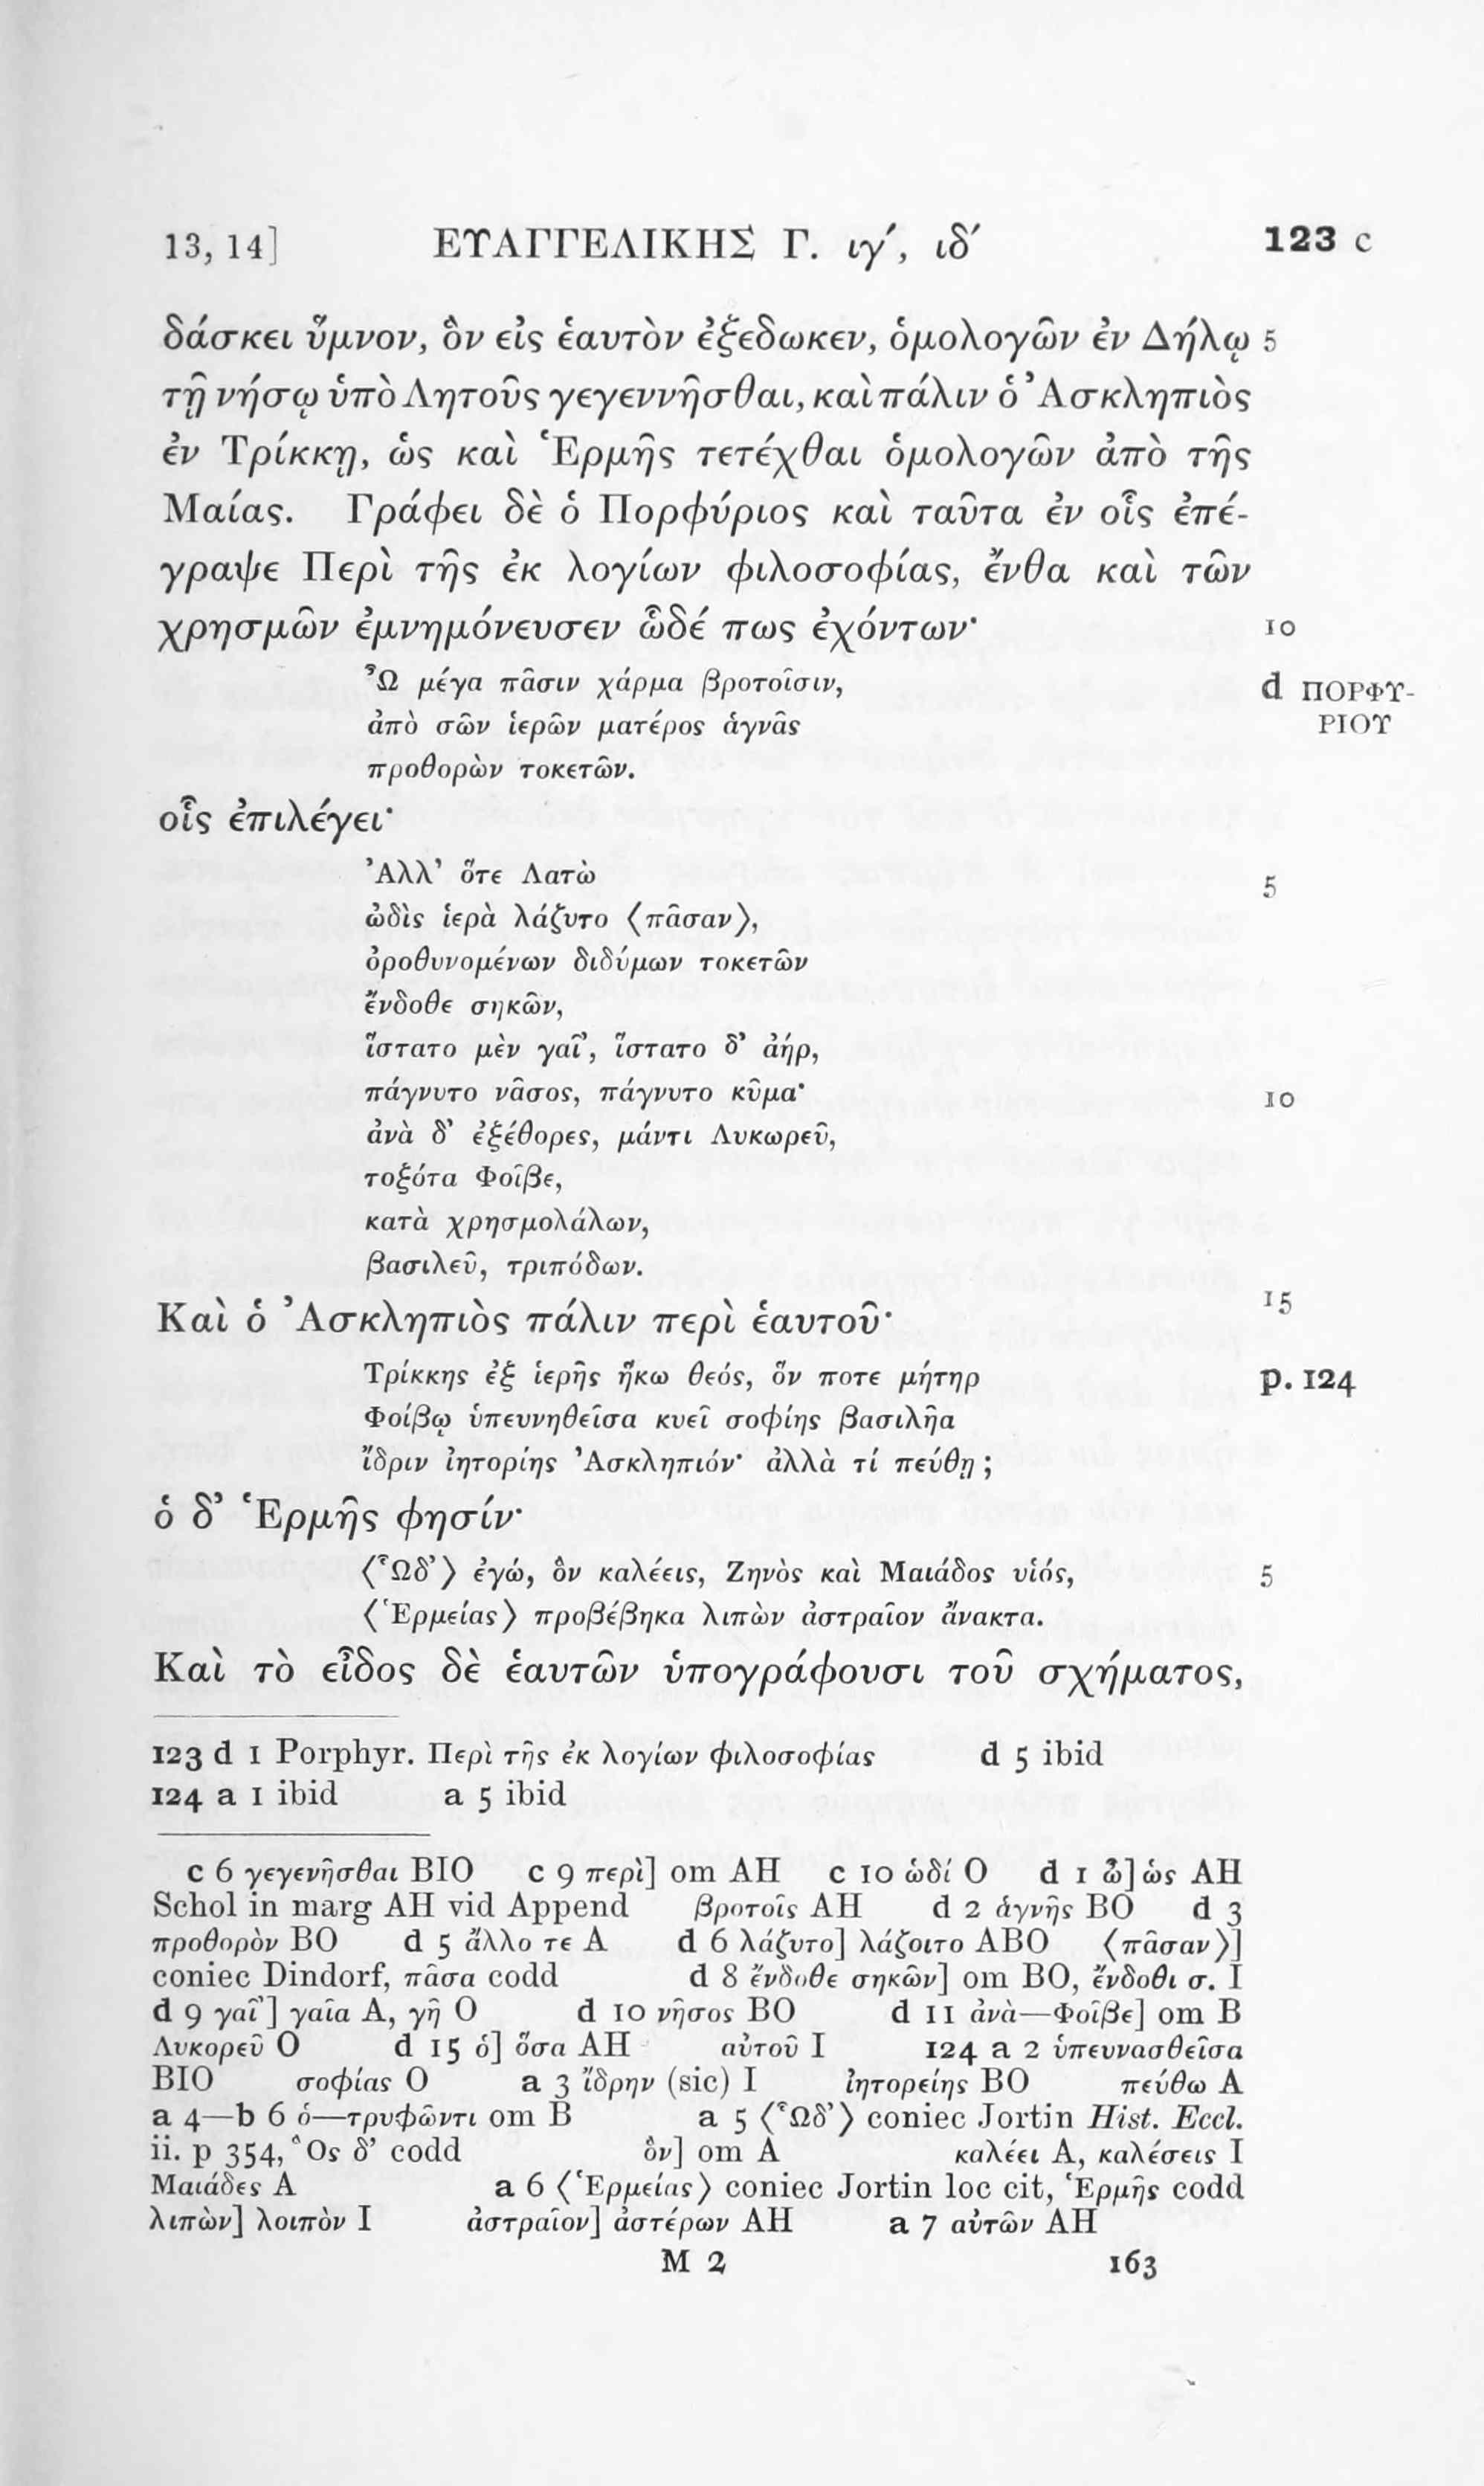 13, 14] ΕΥΑΓΓΕΛΙΚΗΣ Γ. ιγ′, ιδ′ 123 c
δάσκει ὕμνον, ὃν εἰς ἑαυτὸν ἐξεδωκεν, ὁμολογῶν ἐν Δήλῳ 5
τῇ νήσῳ ὑπὸ Λητοῦς γεγεννῆσθαι, καὶ πάλιν ὁ Ἀσκληπιὸς
ἐν Τρίκκῃ, ὡς καὶ Ἑρμῆς τετέχθαι ὁμολογῶν ἀπὸ τῆς
Μαίας. Γράφει δὲ ὁ Πορφύριος καὶ ταῦτα ἐν οἷς ἐπέ-
γραψε Περὶ τῆς ἐκ λογίων φιλοσοφίας, ἔνθα καὶ τῶν
χρησμῶν ἐμνημόνευσεν ὧδέ πως ἐχόντων· 10
Ὦ μέγα πᾶσιν χάρμα βροτοῖσιν, d ΠΟΡΦΥ-
ἀπὸ σῶν ἱερῶν ματέρος ἁγνᾶς ΡΙΟΥ
προθορὼν τοκετῶν.
οἷς ἐπιλέγει·
Ἀλλ’ ὅτε Λατὼ 5
ὠδὶς ἱερὰ λάζυτο ⟨πᾶσαν⟩,
ὀροθυνομένων διδύμων τοκετῶν
ἔνδοθε σηκῶν,
ἵστατο μὲν γαῖ’, ἵστατο δ’ ἀήρ,
πάγνυτο νᾶσος, πάγνυτο κῦμα· 10
ἀνὰ δ’ ἐξέθορες, μάντι Λυκωρεῦ,
τοξότα Φοῖβε,
κατὰ χρησμολάλων,
βασιλεῦ, τριπόδων.
Καὶ ὁ Ἀσκληπιὸς πάλιν περὶ ἑαυτοῦ· 15
Τρίκκης ἐξ ἱερῆς ἥκω θεός, ὅν ποτε μήτηρ p. 124
Φοίβῳ ὑπευνηθεῖσα κυεῖ σοφίης βασιλῆα
ἴδριν ἰητορίης Ἀσκληπιόν· ἀλλὰ τί πεύθῃ;
ὁ δ’ Ἑρμῆς φησίν·
⟨Ὧδ’⟩ ἐγώ, ὃν καλέεις, Ζηνὸς καὶ Μαιάδος υἱός, 5
⟨Ἑρμείας⟩ προβέβηκα λιπὼν ἀστραῖον ἄνακτα.
Καὶ τὸ εἶδος δὲ ἑαυτῶν ὑπογράφουσι τοῦ σχήματος,
123 d 1 Porphyr. Περὶ τῆς ἐκ λογίων φιλοσοφίας d 5 ibid
124 a 1 ibid a 5 ibid
c 6 γεγενῆσθαι BIO c 9 περὶ] om AH c 10 ὡδί O d 1 ὦ] ὡς AH
Schol in marg AH vid Append βροτοῖς AH d 2 ἁγνῆς BO d 3
προθορὸν BO d 5 ἄλλο τε A d 6 λάζυτο] λάζοιτο ABO ⟨πᾶσαν⟩]
coniec Dindorf, πᾶσα codd d 8 ἔνδοθε σηκῶν] om BO, ἔνδοθι σ. I
d 9 γαῖ’] γαῖα A, γῆ O d 10 νῆσος BO d 11 ἀνὰ—Φοῖβε] om B
Λυκορεῦ O d 15 ὁ] ὅσα AH αὐτοῦ I 124 a 2 ὑπευνασθεῖσα
BIO σοφίας O a 3 ἴδρην (sic) I ἰητορείης BO πεύθω A
a 4—b 6 ὁ—τρυφῶντι om B a 5 ⟨Ὧδ’⟩ coniec Jortin Hist. Eccl.
ii. p 354, Ὃς δ’ codd ὃν] om A καλέει A, καλέσεις I
Μαιάδες A a 6 ⟨Ἑρμείας⟩ coniec Jortin loc cit, Ἑρμῆς codd
λιπὼν] λοιπὸν I ἀστραῖον] ἀστέρων AH a 7 αὐτῶν AH
M 2 163